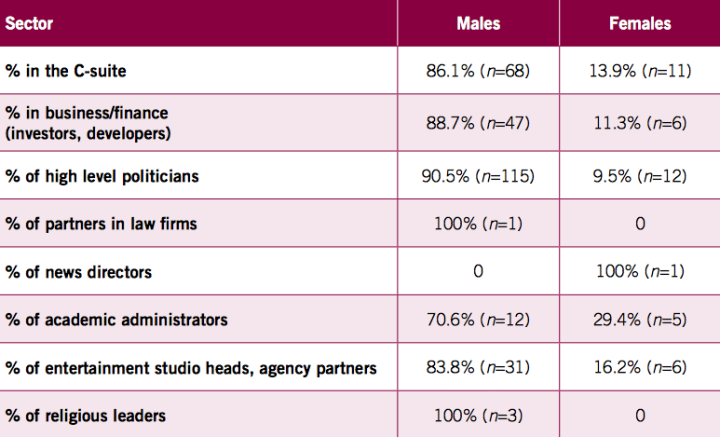 Sector Males Females
% in the C-suite 86.1% (n=68) 13.9% (n=11)
% in business/finance
(investors, developers) 88.7% (n=47) 11.3% (n=6)
% of high level politicians 90.5% (n=115) 9.5% (n=12)
% of partners in law firms 100% (n=1) 0
% of news directors 0 100% (n=1)
% of academic administrators 70.6% (n=12) 29.4% (n=5)
% of entertainment studio heads, agency partners 83.8% (n=31) 16.2% (n=6)
% of religious leaders 100% (n=3) 0